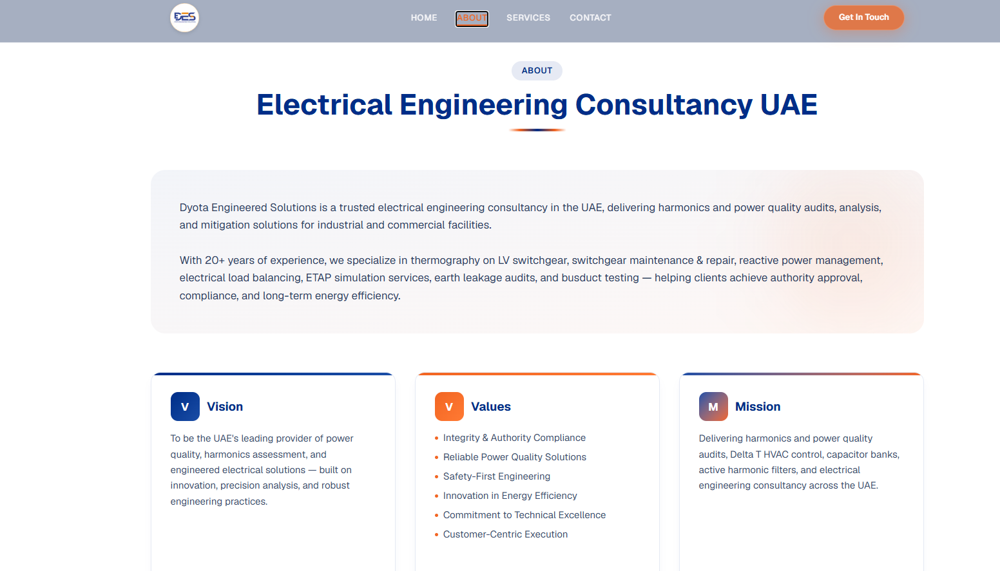 DES
HOME ABOUT SERVICES CONTACT
Get In Touch
ABOUT
Electrical Engineering Consultancy UAE
Dyota Engineered Solutions is a trusted electrical engineering consultancy in the UAE, delivering harmonics and power quality audits, analysis,
and mitigation solutions for industrial and commercial facilities.
With 20+ years of experience, we specialize in thermography on LV switchgear, switchgear maintenance & repair, reactive power management,
electrical load balancing, ETAP simulation services, earth leakage audits, and busduct testing — helping clients achieve authority approval,
compliance, and long-term energy efficiency.
V Vision
To be the UAE's leading provider of power
quality, harmonics assessment, and
engineered electrical solutions — built on
innovation, precision analysis, and robust
engineering practices.
V Values
Integrity & Authority Compliance
Reliable Power Quality Solutions
Safety-First Engineering
Innovation in Energy Efficiency
Commitment to Technical Excellence
Customer-Centric Execution
M Mission
Delivering harmonics and power quality
audits, Delta T HVAC control, capacitor banks,
active harmonic filters, and electrical
engineering consultancy across the UAE.